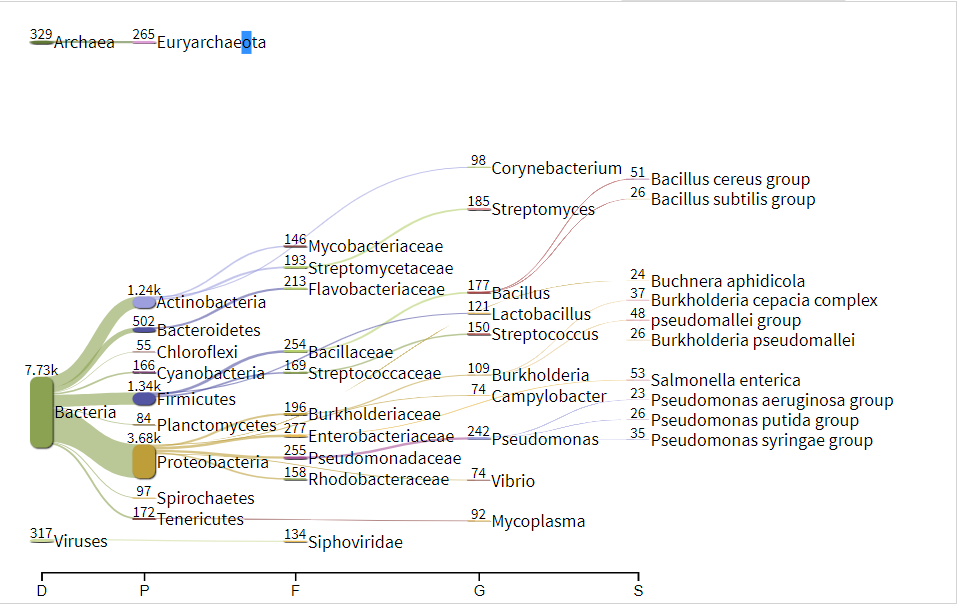 329 Archaea 265 Euryarchaeota
98 Corynebacterium
51 Bacillus cereus group
26 Bacillus subtilis group
185 Streptomyces
146 Mycobacteriaceae
193 Streptomycetaceae
213 Flavobacteriaceae
24 Buchnera aphidicola
177 Bacillus
37 Burkholderia cepacia complex
1.24k Actinobacteria
121 Lactobacillus
48 pseudomallei group
502 Bacteroidetes
150 Streptococcus
26 Burkholderia pseudomallei
55 Chloroflexi
254 Bacillaceae
166 Cyanobacteria
169 Streptococcaceae
109 Burkholderia
53 Salmonella enterica
1.34k Firmicutes
74 Campylobacter
23 Pseudomonas aeruginosa group
7.73k Bacteria
196 Burkholderiaceae
26 Pseudomonas putida group
84 Planctomycetes
277 Enterobacteriaceae
242 Pseudomonas
35 Pseudomonas syringae group
3.68k Proteobacteria
255 Pseudomonadaceae
158 Rhodobacteraceae
74 Vibrio
97 Spirochaetes
172 Tenericutes
92 Mycoplasma
317 Viruses
134 Siphoviridae
D P F G S